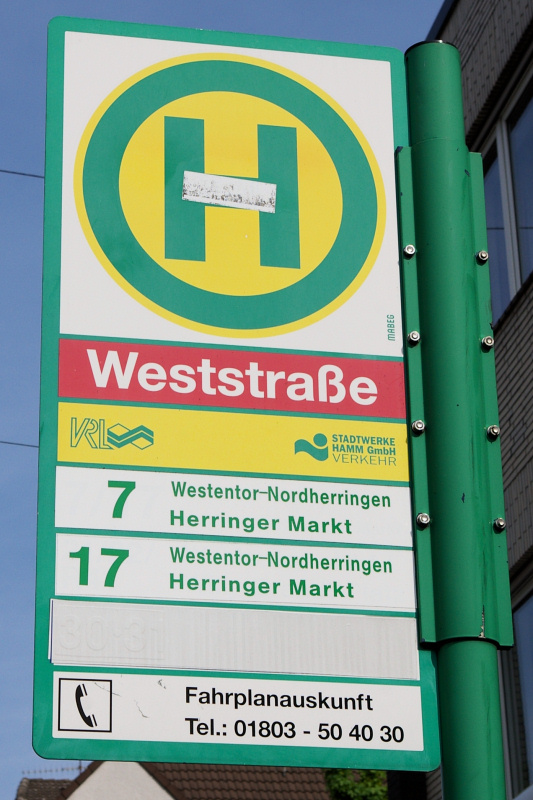 H
MABEG
Weststraße
VRL
STADTWERKE
HAMM GmbH
VERKEHR
7 Westentor-Nordherringen
Herringer Markt
17 Westentor-Nordherringen
Herringer Markt
Fahrplanauskunft
Tel.: 01803 - 50 40 30